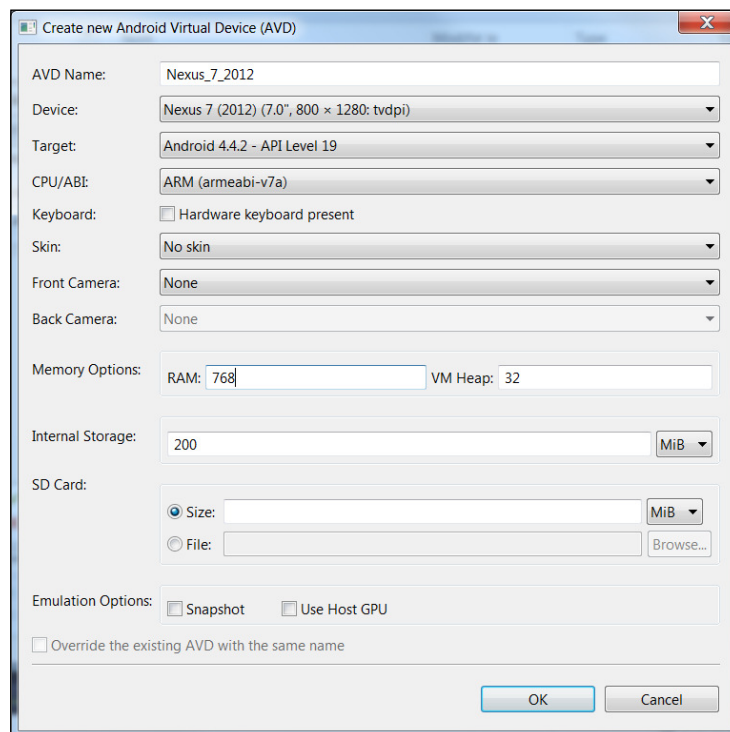 Create new Android Virtual Device (AVD)
AVD Name: Nexus_7_2012
Device: Nexus 7 (2012) (7.0", 800 × 1280: tvdpi)
Target: Android 4.4.2 - API Level 19
CPU/ABI: ARM (armeabi-v7a)
Keyboard: Hardware keyboard present
Skin: No skin
Front Camera: None
Back Camera: None
Memory Options: RAM: 768 VM Heap: 32
Internal Storage: 200 MiB
SD Card:
Size: MiB
File: Browse...
Emulation Options: Snapshot Use Host GPU
Override the existing AVD with the same name
OK Cancel